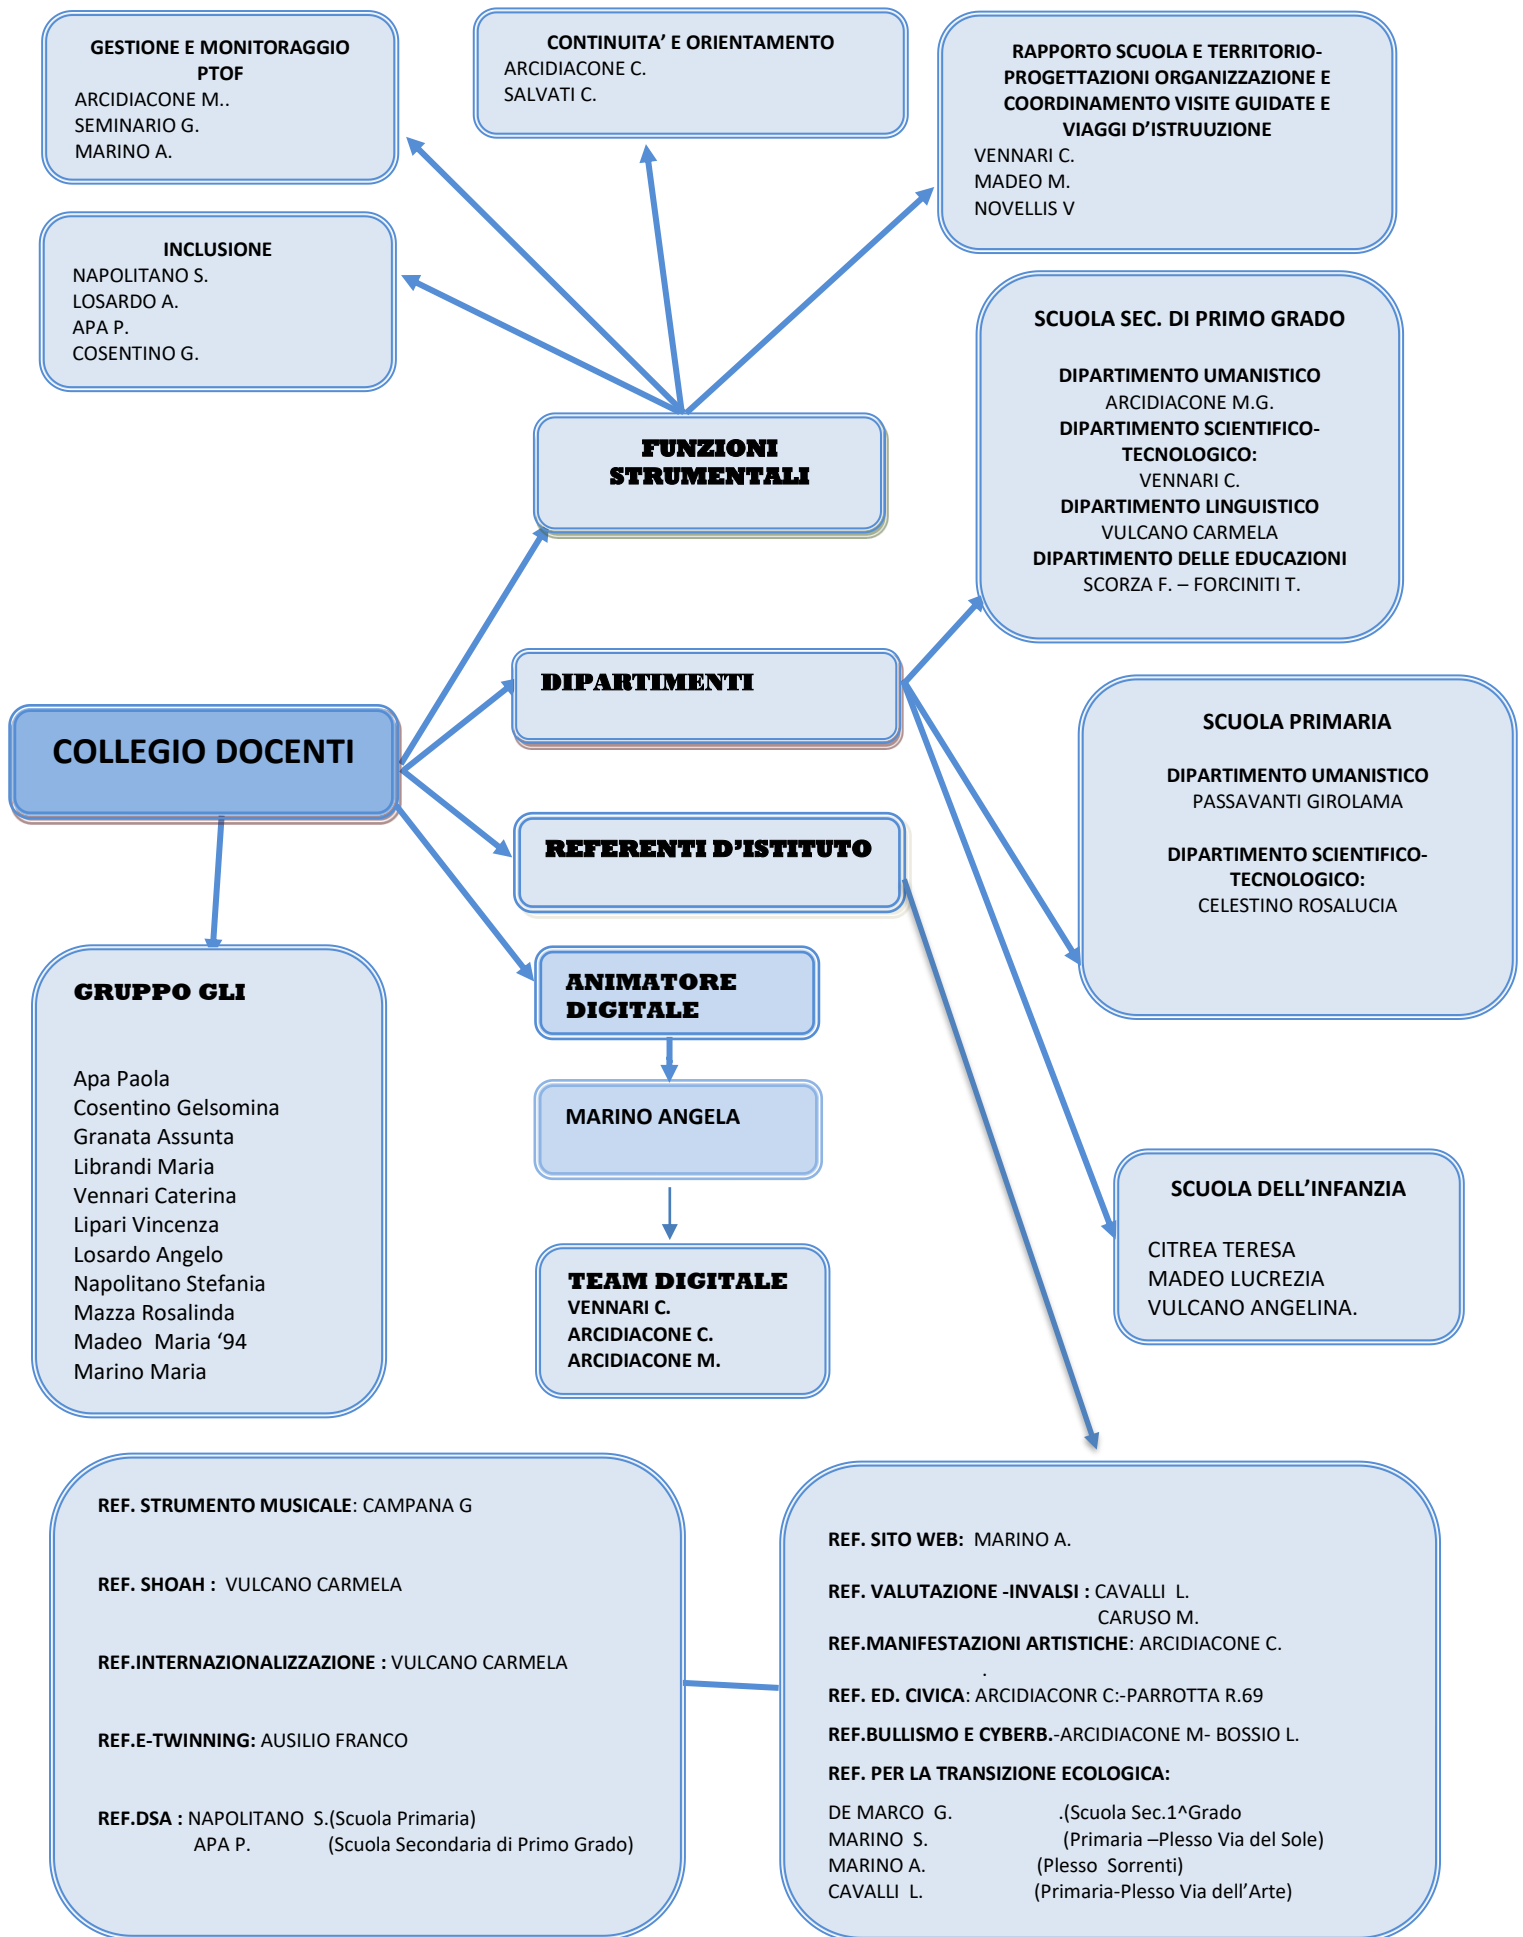 GESTIONE E MONITORAGGIO
PTOF
ARCIDIACONE M..
SEMINARIO G.
MARINO A.
CONTINUITA’ E ORIENTAMENTO
ARCIDIACONE C.
SALVATI C.
RAPPORTO SCUOLA E TERRITORIO-
PROGETTAZIONI ORGANIZZAZIONE E
COORDINAMENTO VISITE GUIDATE E
VIAGGI D’ISTRUUZIONE
VENNARI C.
MADEO M.
NOVELLIS V
INCLUSIONE
NAPOLITANO S.
LOSARDO A.
APA P.
COSENTINO G.
SCUOLA SEC. DI PRIMO GRADO
DIPARTIMENTO UMANISTICO
ARCIDIACONE M.G.
DIPARTIMENTO SCIENTIFICO-
TECNOLOGICO:
VENNARI C.
DIPARTIMENTO LINGUISTICO
VULCANO CARMELA
DIPARTIMENTO DELLE EDUCAZIONI
SCORZA F. – FORCINITI T.
FUNZIONI
STRUMENTALI
DIPARTIMENTI
COLLEGIO DOCENTI
SCUOLA PRIMARIA
DIPARTIMENTO UMANISTICO
PASSAVANTI GIROLAMA
DIPARTIMENTO SCIENTIFICO-
TECNOLOGICO:
CELESTINO ROSALUCIA
REFERENTI D’ISTITUTO
GRUPPO GLI
Apa Paola
Cosentino Gelsomina
Granata Assunta
Librandi Maria
Vennari Caterina
Lipari Vincenza
Losardo Angelo
Napolitano Stefania
Mazza Rosalinda
Madeo  Maria ‘94
Marino Maria
ANIMATORE
DIGITALE
MARINO ANGELA
TEAM DIGITALE
VENNARI C.
ARCIDIACONE C.
ARCIDIACONE M.
SCUOLA DELL’INFANZIA
CITREA TERESA
MADEO LUCREZIA
VULCANO ANGELINA.
REF. STRUMENTO MUSICALE: CAMPANA G
REF. SHOAH :  VULCANO CARMELA
REF.INTERNAZIONALIZZAZIONE : VULCANO CARMELA
REF.E-TWINNING: AUSILIO FRANCO
REF.DSA : NAPOLITANO  S.(Scuola Primaria)
APA P.             (Scuola Secondaria di Primo Grado)
REF. SITO WEB:  MARINO A.
REF. VALUTAZIONE -INVALSI : CAVALLI  L.
CARUSO M.
REF.MANIFESTAZIONI ARTISTICHE: ARCIDIACONE C.
.
REF. ED. CIVICA: ARCIDIACONR C:-PARROTTA R.69
REF.BULLISMO E CYBERB.-ARCIDIACONE M- BOSSIO L.
REF. PER LA TRANSIZIONE ECOLOGICA:
DE MARCO  G.                  .(Scuola Sec.1^Grado
MARINO  S.                       (Primaria –Plesso Via del Sole)
MARINO A.                   (Plesso  Sorrenti)
CAVALLI  L.                   (Primaria-Plesso Via dell’Arte)